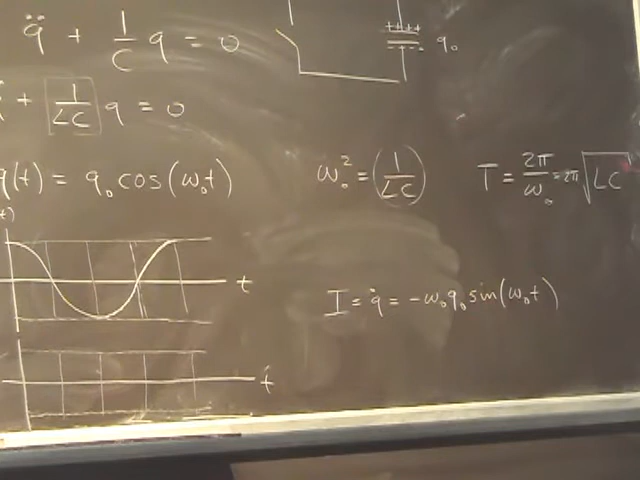 q̈ + 1/C q = 0
++++
---- q₀
+ 1/LC q = 0
q(t) = q₀ cos(ω₀t)
ω₀² = (1/LC)
T = 2π/ω₀ = 2π√LC
t)
t
I = q̇ = -ω₀q₀ sin(ω₀t)
t